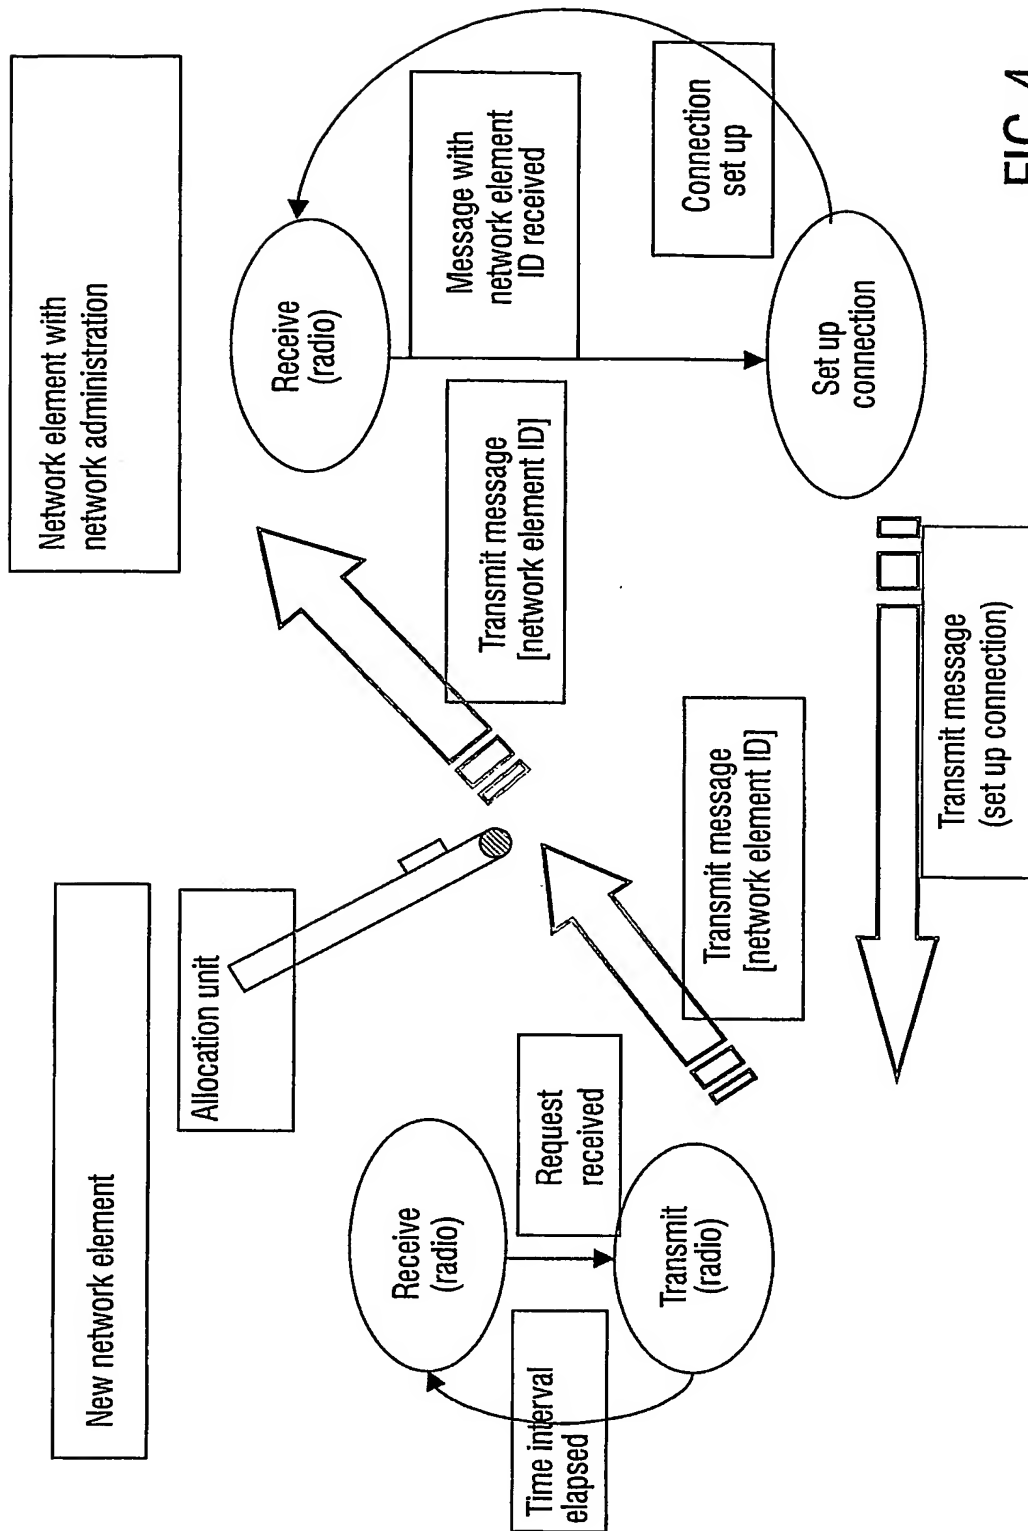 New network element
Network element with
network administration
Allocation unit
Receive
(radio)
Receive
(radio)
Time interval
elapsed
Request
received
Transmit message
[network element ID]
Message with
network element
ID received
Transmit
(radio)
Transmit message
[network element ID]
Connection
set up
Set up
connection
Transmit message
(set up connection)
FIG 4